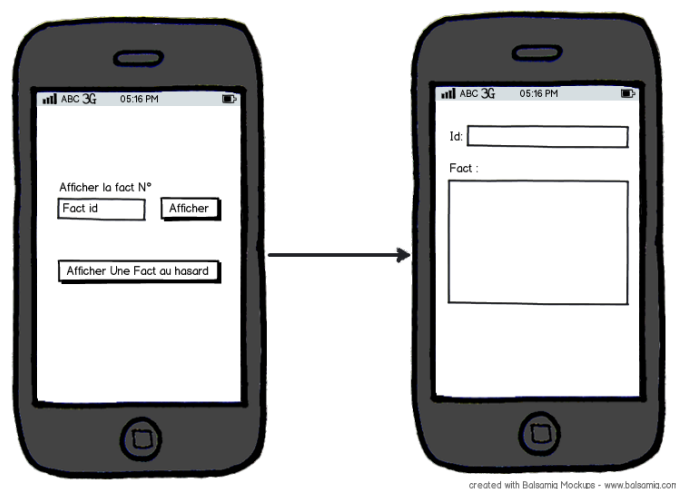 ABC 3G 05:16 PM
Afficher la fact N°
Fact id Afficher
Afficher Une Fact au hasard
ABC 3G 05:16 PM
Id:
Fact :
created with Balsamiq Mockups - www.balsamiq.com